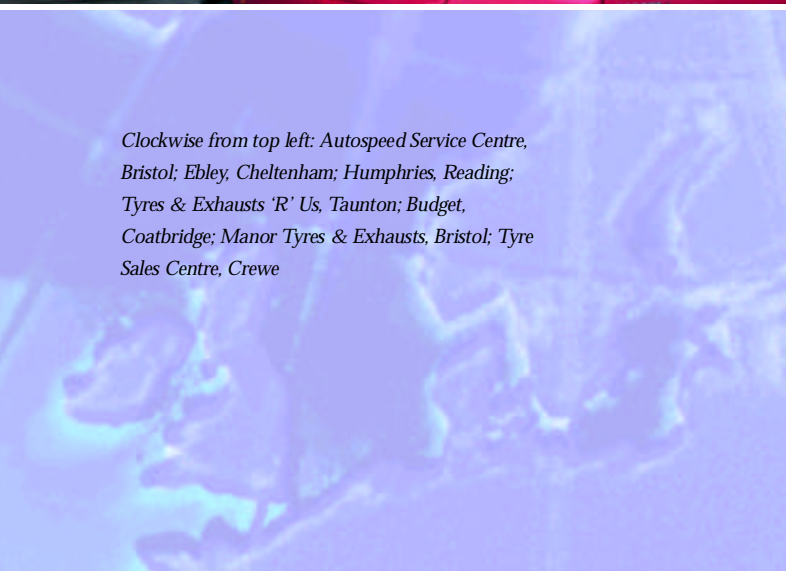 Clockwise from top left: Autospeed Service Centre,
Bristol; Ebley, Cheltenham; Humphries, Reading;
Tyres & Exhausts ‘R’ Us, Taunton; Budget,
Coatbridge; Manor Tyres & Exhausts, Bristol; Tyre
Sales Centre, Crewe